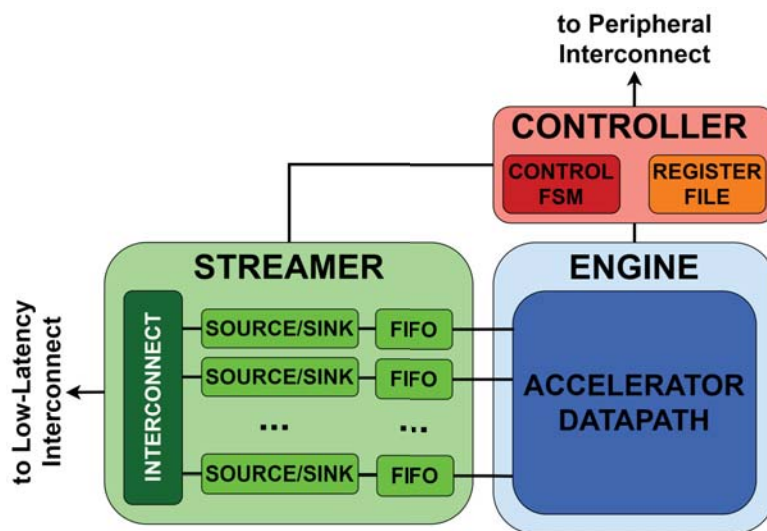 to Peripheral
Interconnect
CONTROLLER
CONTROL
FSM
REGISTER
FILE
STREAMER
ENGINE
to Low-Latency
Interconnect
INTERCONNECT
SOURCE/SINK
FIFO
SOURCE/SINK
FIFO
...
...
SOURCE/SINK
FIFO
ACCELERATOR
DATAPATH